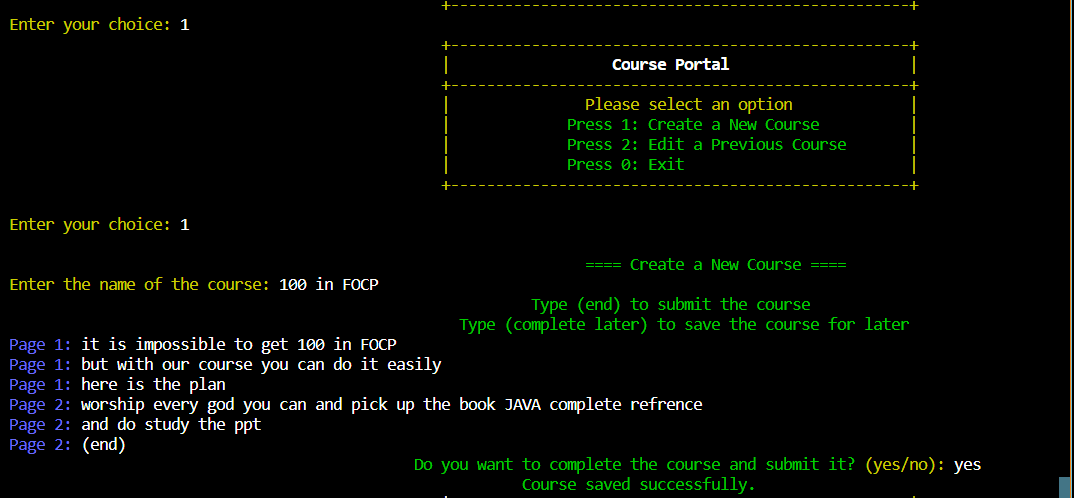 Enter your choice: 1
Course Portal
Please select an option
Press 1: Create a New Course
Press 2: Edit a Previous Course
Press 0: Exit
Enter your choice: 1
==== Create a New Course ====
Enter the name of the course: 100 in FOCP
Type (end) to submit the course
Type (complete later) to save the course for later
Page 1: it is impossible to get 100 in FOCP
Page 1: but with our course you can do it easily
Page 1: here is the plan
Page 2: worship every god you can and pick up the book JAVA complete refrence
Page 2: and do study the ppt
Page 2: (end)
Do you want to complete the course and submit it? (yes/no): yes
Course saved successfully.